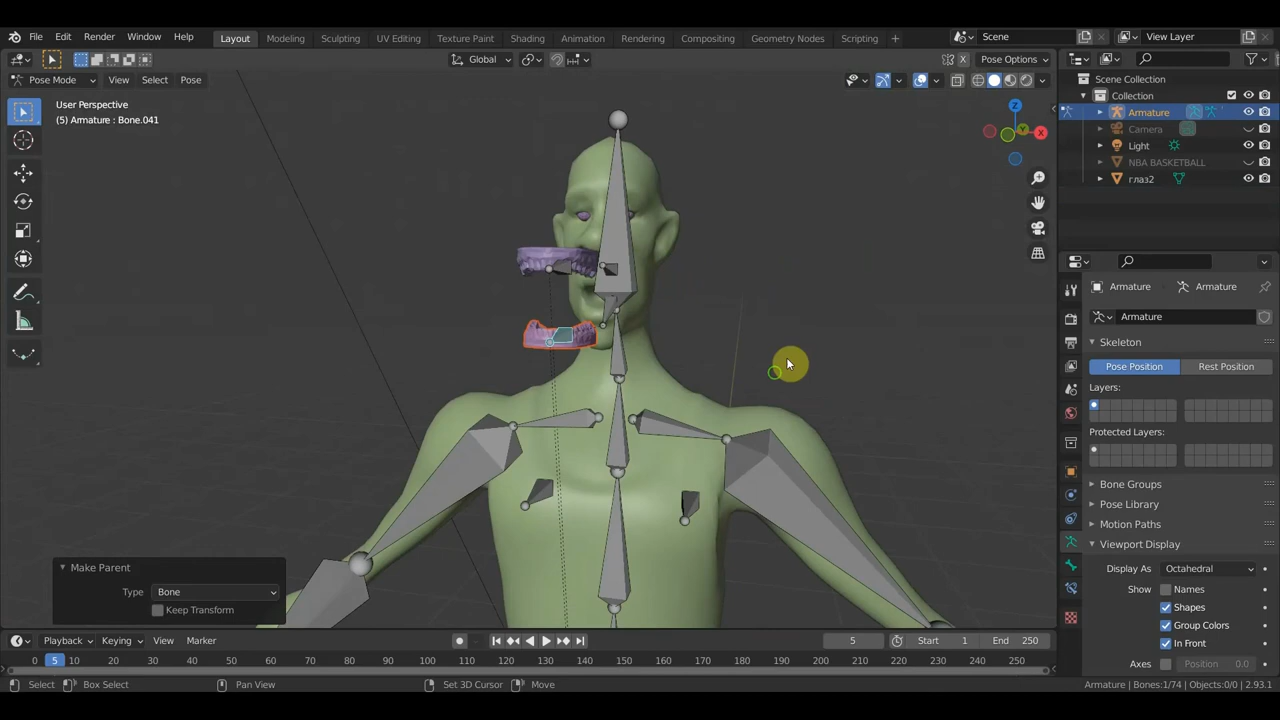 File Edit Render Window Help Layout Modeling Sculpting UV Editing Texture Paint Shading Animation Rendering Compositing Geometry Nodes Scripting Scene View Layer
Global Pose Options
Pose Mode View Select Pose
User Perspective
(5) Armature : Bone.041
X
Y
Z
Scene Collection
Collection
Armature
Camera
Light
NBA BASKETBALL
глаз2
Armature Armature
Armature
Skeleton
Pose Position Rest Position
Layers:
Protected Layers:
Bone Groups
Pose Library
Motion Paths
Viewport Display
Display As Octahedral
Show Names
Shapes
Group Colors
In Front
Axes Position 0.0
Make Parent
Type Bone
Keep Transform
Playback Keying View Marker 5 Start 1 End 250
0 5 10 20 30 40 50 60 70 80 90 100 110 120 130 140 150 160 170 180 190 200 210 220 230 240 250
Select Box Select Pan View Set 3D Cursor Move Armature | Bones:1/74 | Objects:0/0 | 2.93.1